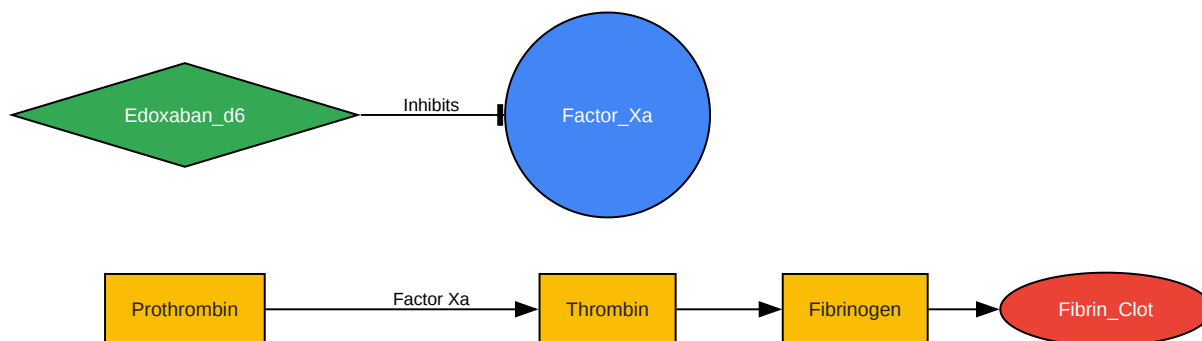 Edoxaban_d6
Inhibits
Factor_Xa
Prothrombin
Factor Xa
Thrombin
Fibrinogen
Fibrin_Clot